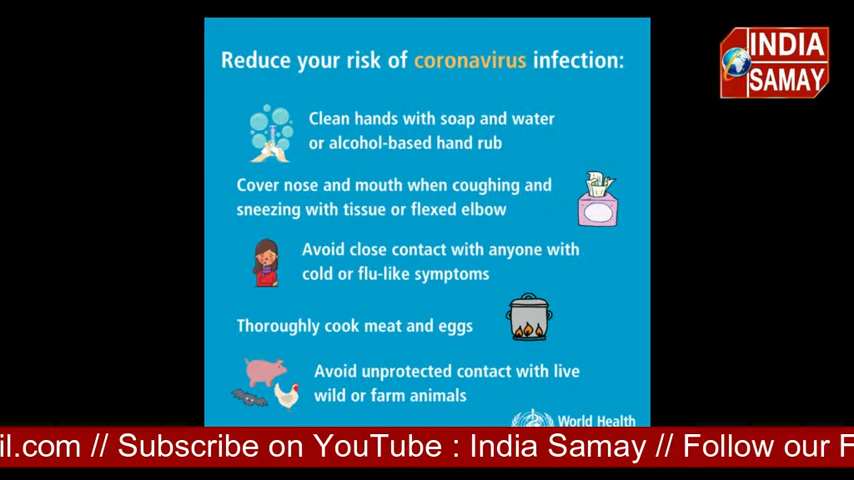 Reduce your risk of coronavirus infection:
INDIA
SAMAY
Clean hands with soap and water
or alcohol-based hand rub
Cover nose and mouth when coughing and
sneezing with tissue or flexed elbow
Avoid close contact with anyone with
cold or flu-like symptoms
Thoroughly cook meat and eggs
Avoid unprotected contact with live
wild or farm animals
World Health
il.com // Subscribe on YouTube : India Samay // Follow our F